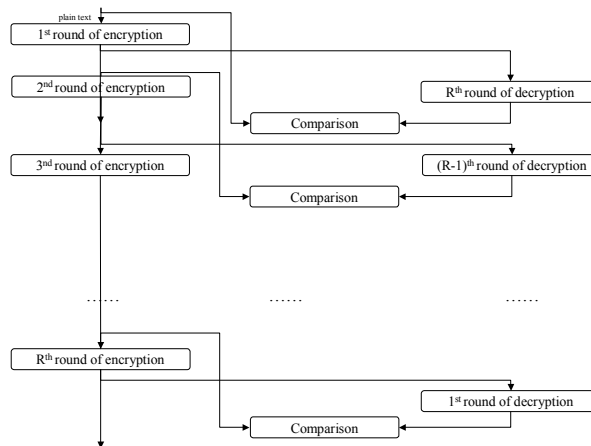 plain text
1st round of encryption
2nd round of encryption
Rth round of decryption
Comparison
3nd round of encryption
(R-1)th round of decryption
Comparison
...... ...... ......
Rth round of encryption
1st round of decryption
Comparison